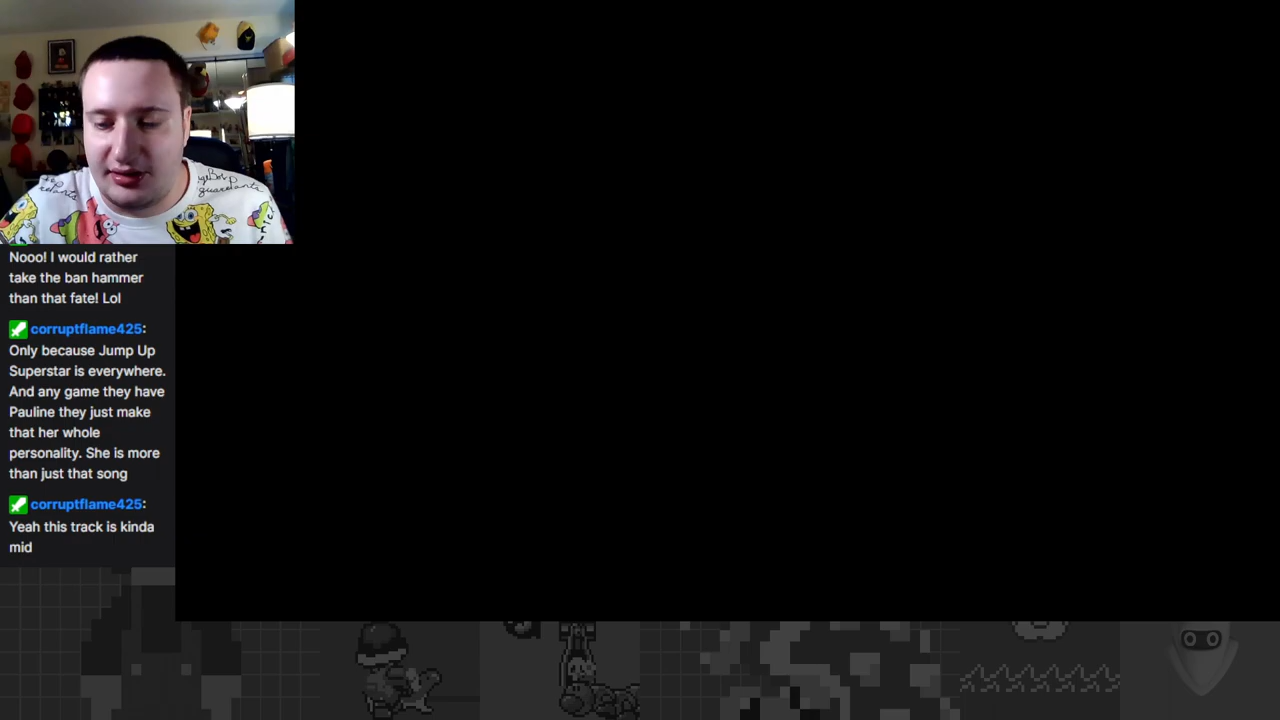 Nooo! I would rather
take the ban hammer
than that fate! Lol
corruptflame425:
Only because Jump Up
Superstar is everywhere.
And any game they have
Pauline they just make
that her whole
personality. She is more
than just that song
corruptflame425:
Yeah this track is kinda
mid